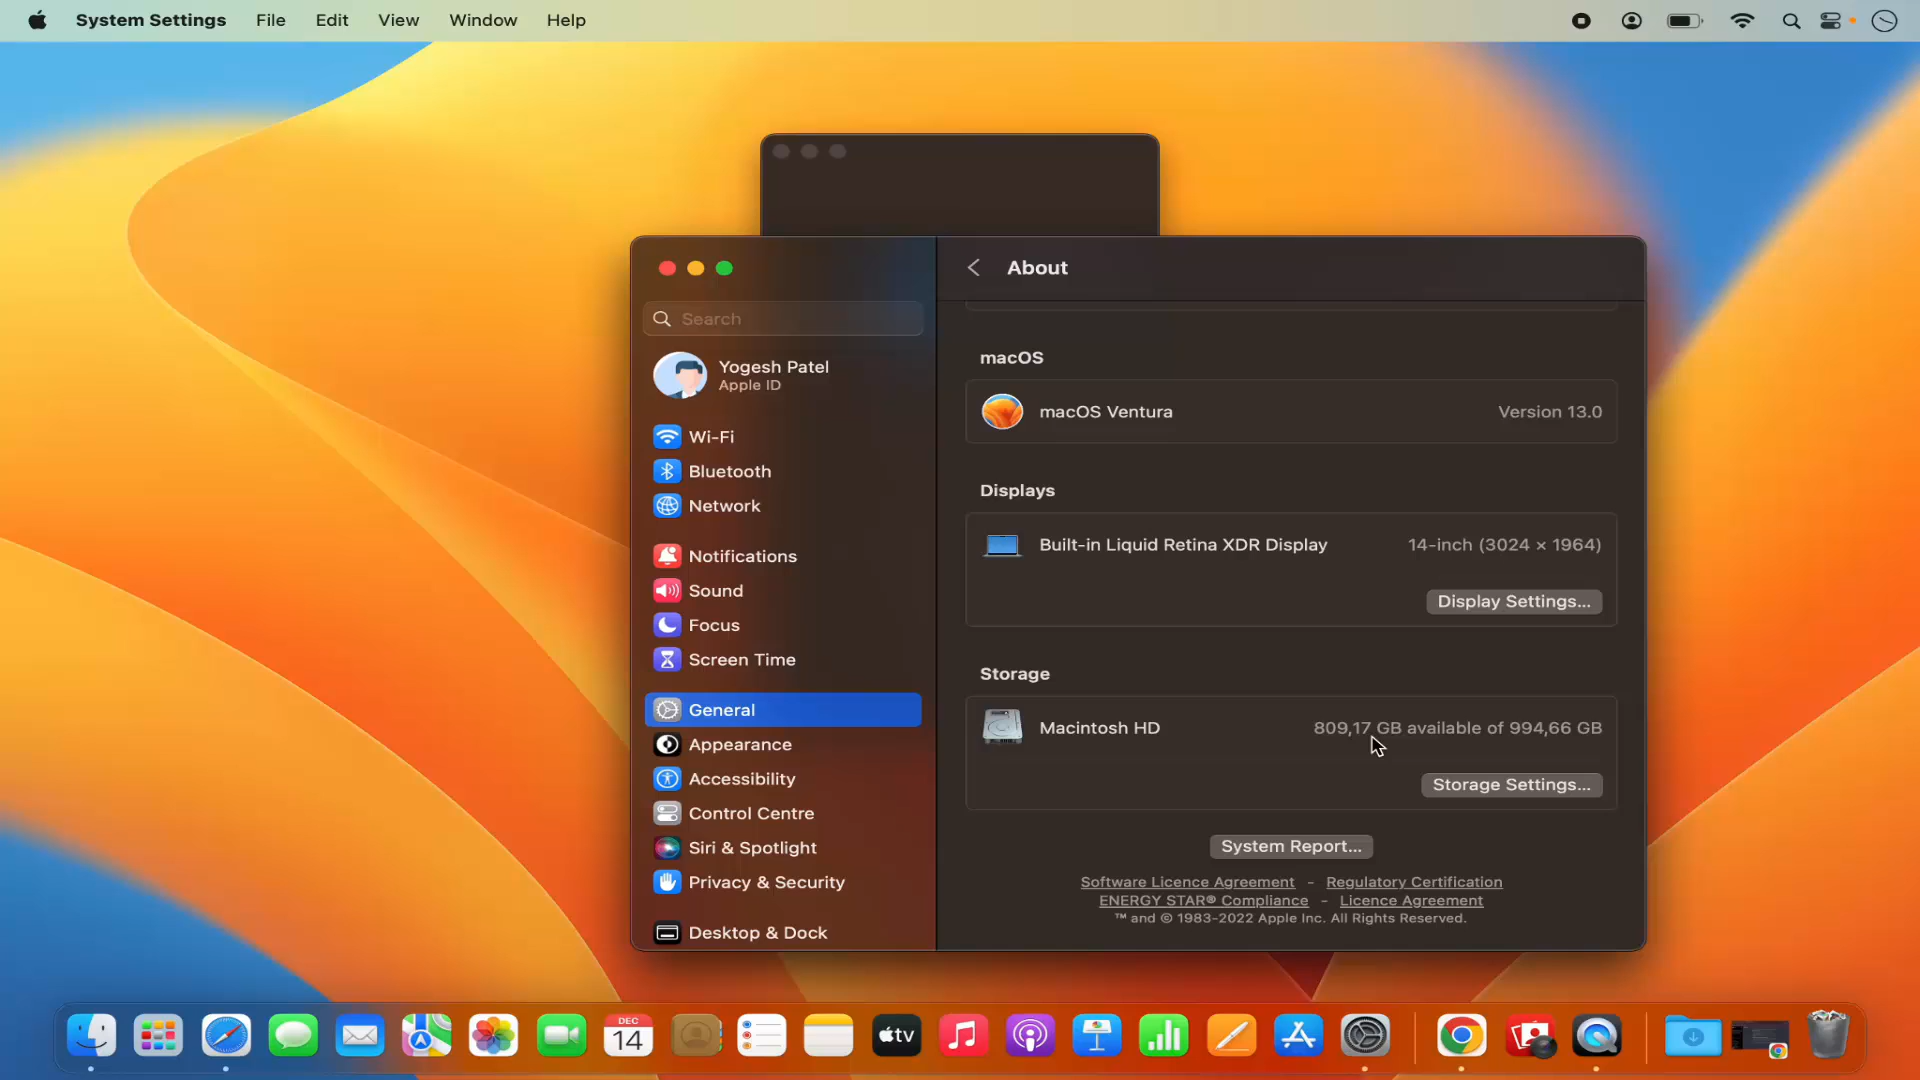 System Settings File Edit View Window Help
About
Search
Yogesh Patel
Apple ID
Wi-Fi
Bluetooth
Network
Notifications
Sound
Focus
Screen Time
General
Appearance
Accessibility
Control Centre
Siri & Spotlight
Privacy & Security
Desktop & Dock
macOS
macOS Ventura Version 13.0
Displays
Built-in Liquid Retina XDR Display 14-inch (3024 × 1964)
Display Settings...
Storage
Macintosh HD 809,17 GB available of 994,66 GB
Storage Settings...
System Report...
Software Licence Agreement - Regulatory Certification
ENERGY STAR® Compliance - Licence Agreement
™ and © 1983-2022 Apple Inc. All Rights Reserved.
DEC
14
tv